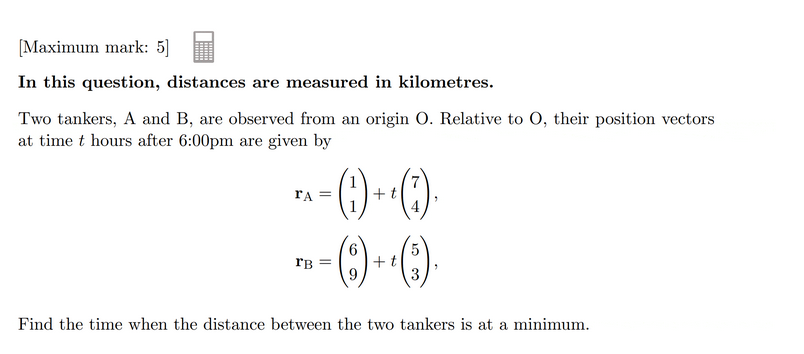 [Maximum mark: 5]
In this question, distances are measured in kilometres.
Two tankers, A and B, are observed from an origin O. Relative to O, their position vectors
at time t hours after 6:00pm are given by
r_A = (1 1) + t (7 4),
r_B = (6 9) + t (5 3),
Find the time when the distance between the two tankers is at a minimum.